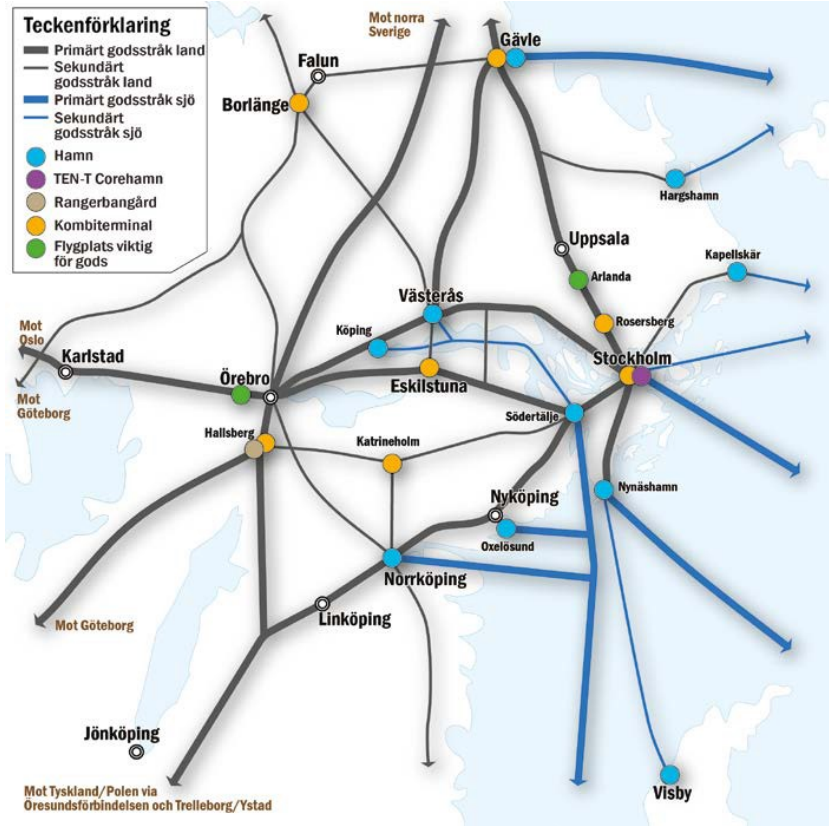 Teckenförklaring
Primärt godsstråk land
Sekundärt
godsstråk land
Primärt godsstråk sjö
Sekundärt
godsstråk sjö
Hamn
TEN-T Corehamn
Rangerbangård
Kombiterminal
Flygplats viktig
för gods
Mot norra
Sverige
Gävle
Falun
Borlänge
Hargshamn
Uppsala
Kapellskär
Arlanda
Västerås
Rosersberg
Köping
Mot
Oslo
Karlstad
Stockholm
Örebro
Eskilstuna
Mot
Göteborg
Södertälje
Hallsberg
Katrineholm
Nyköping
Nynäshamn
Oxelösund
Norrköping
Linköping
Mot Göteborg
Jönköping
Mot Tyskland/Polen via
Öresundsförbindelsen och Trelleborg/Ystad
Visby